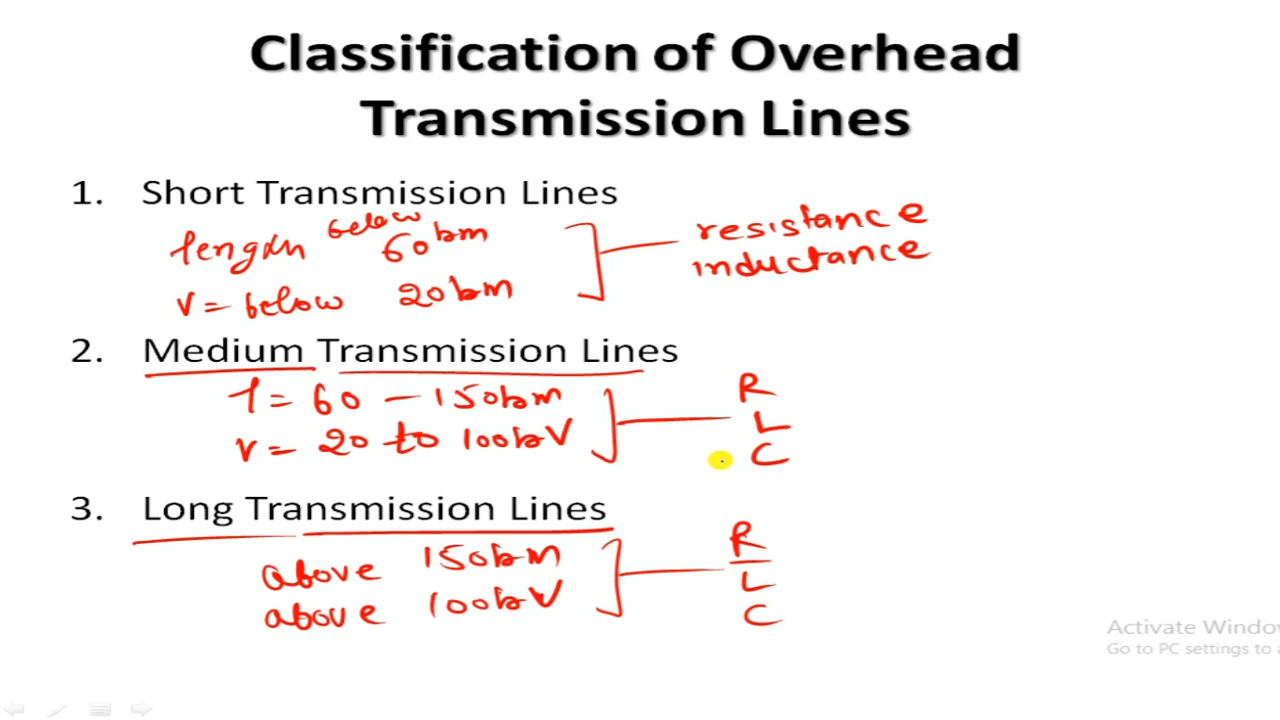 Classification of Overhead
Transmission Lines
1. Short Transmission Lines
length below 60km
V = below 20km
resistance
inductance
2. Medium Transmission Lines
l = 60 - 150km
V = 20 to 100kV
R
L
C
3. Long Transmission Lines
above 150km
above 100kV
R
L
C
Activate Windo
Go to PC settings to a